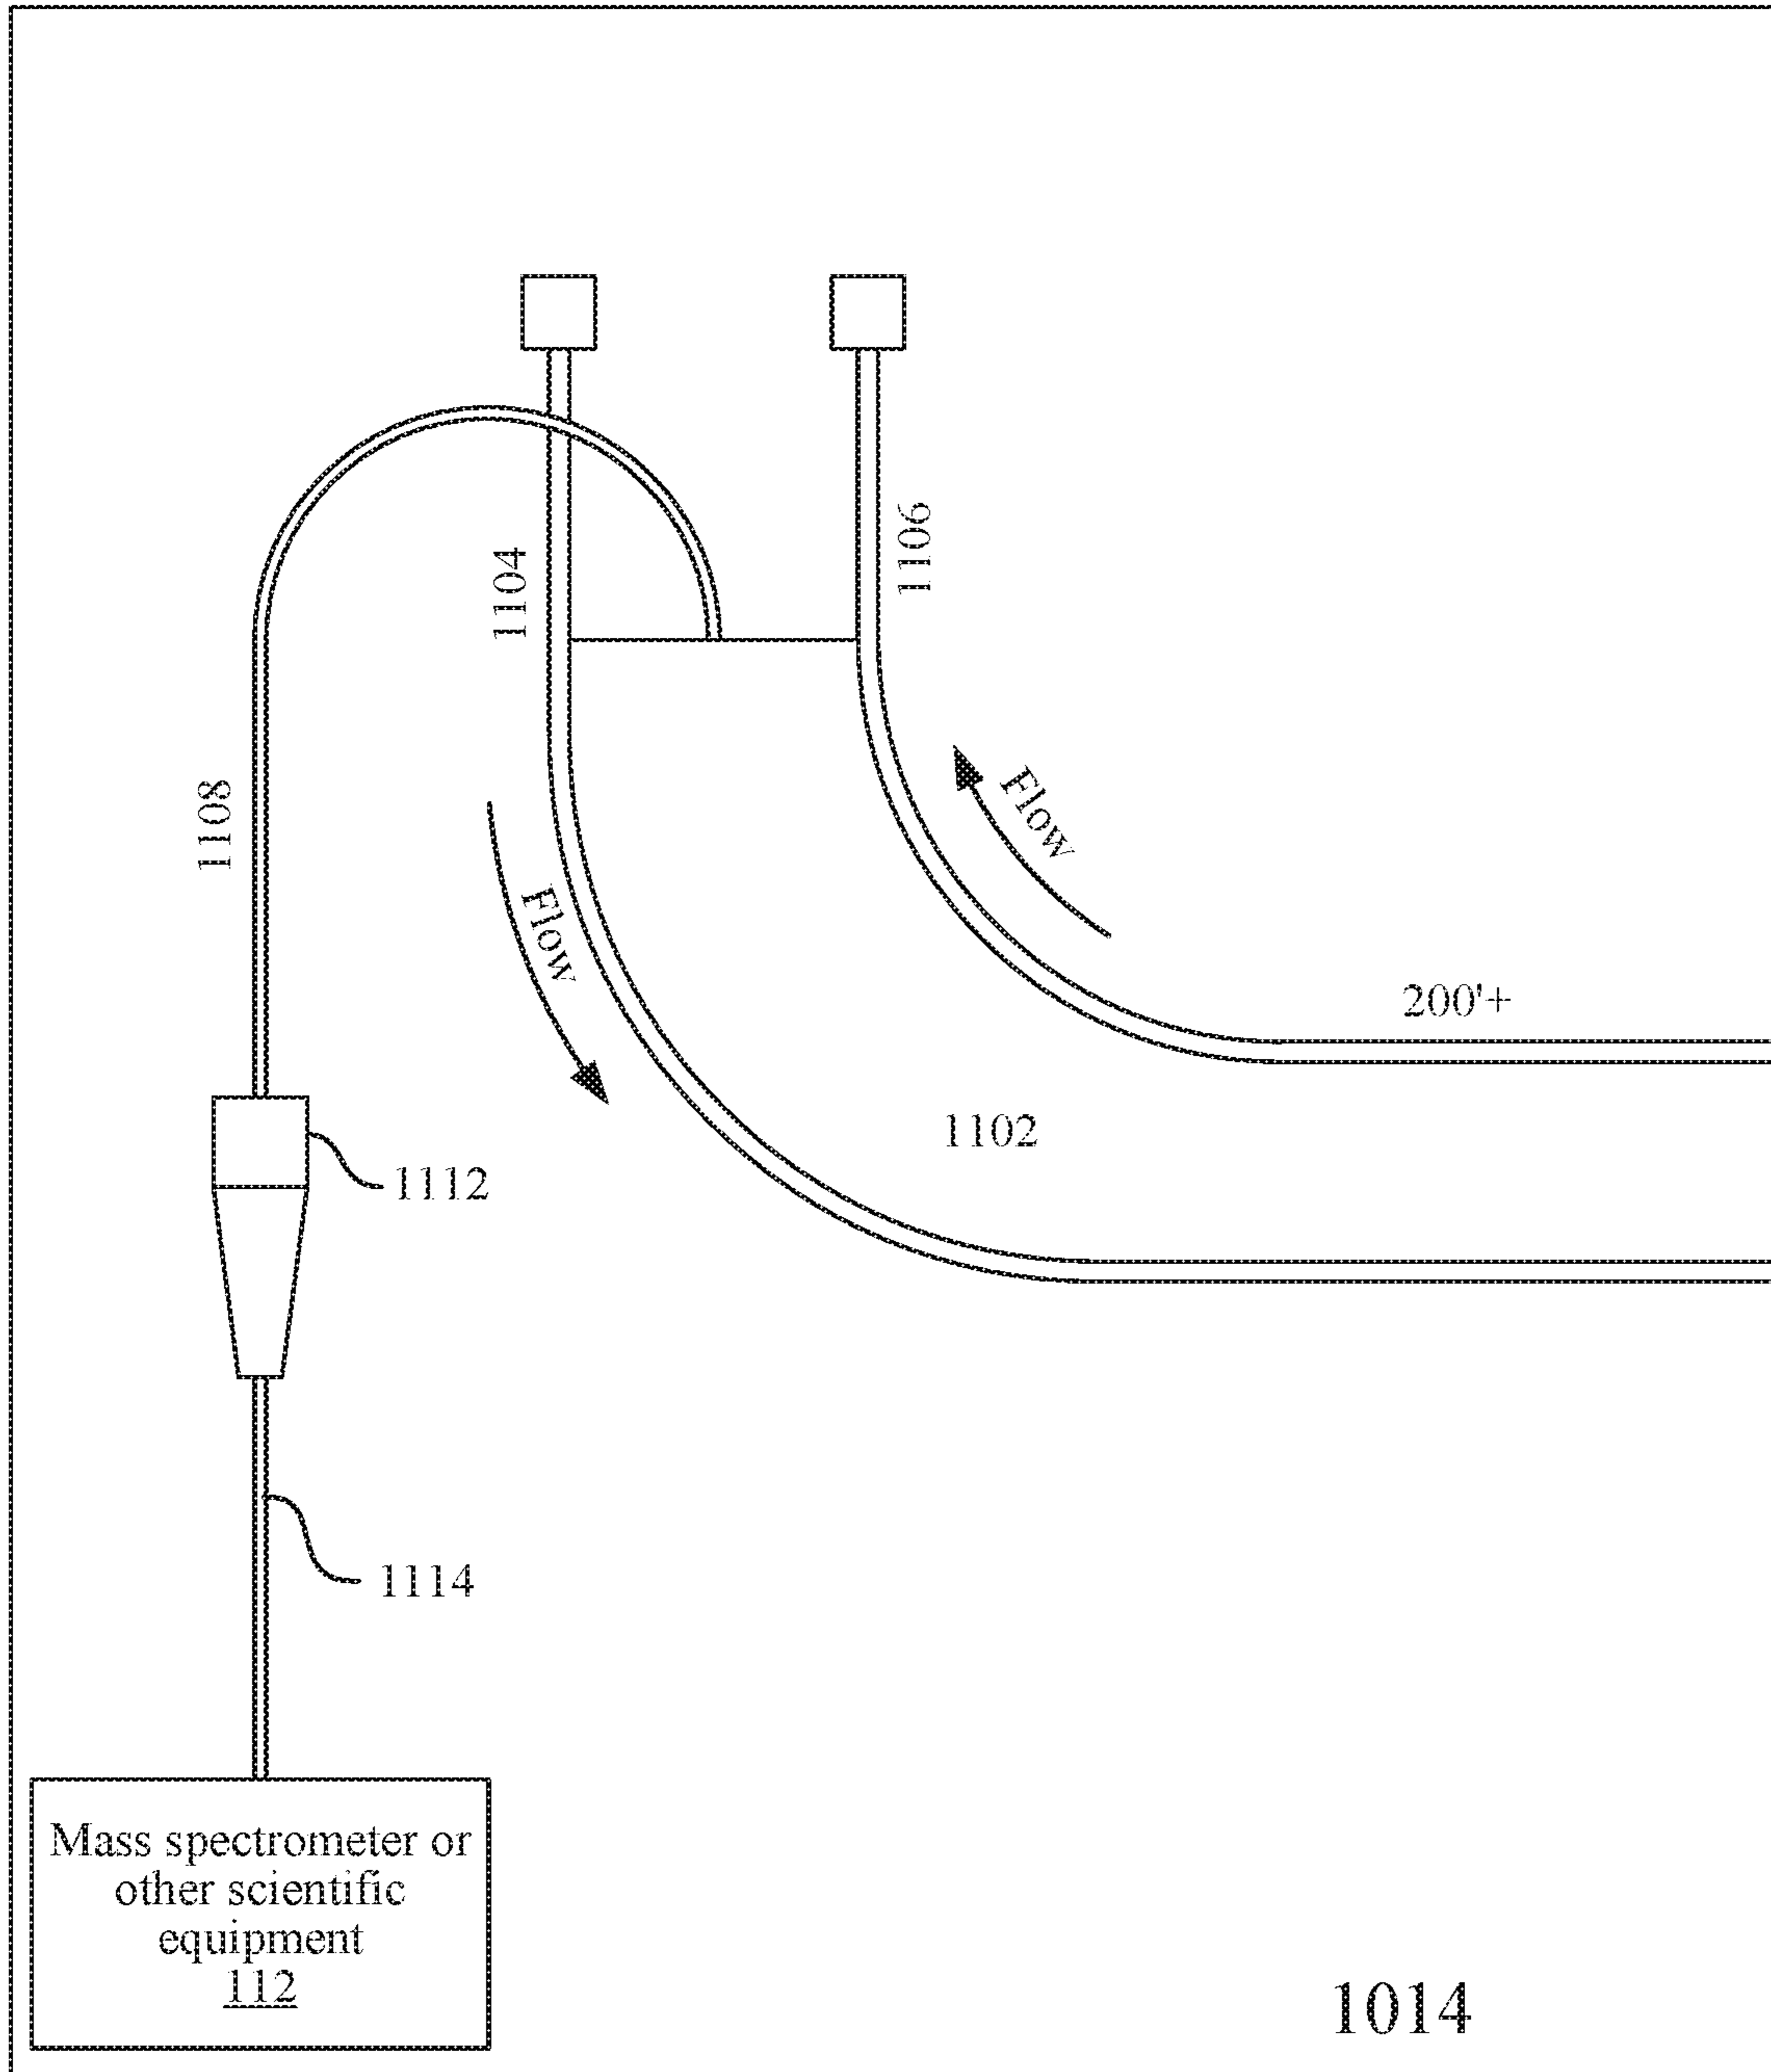 1104
1106
1108
Flow
Flow
200'+
1102
1112
1114
Mass spectrometer or
other scientific
equipment
112
1014